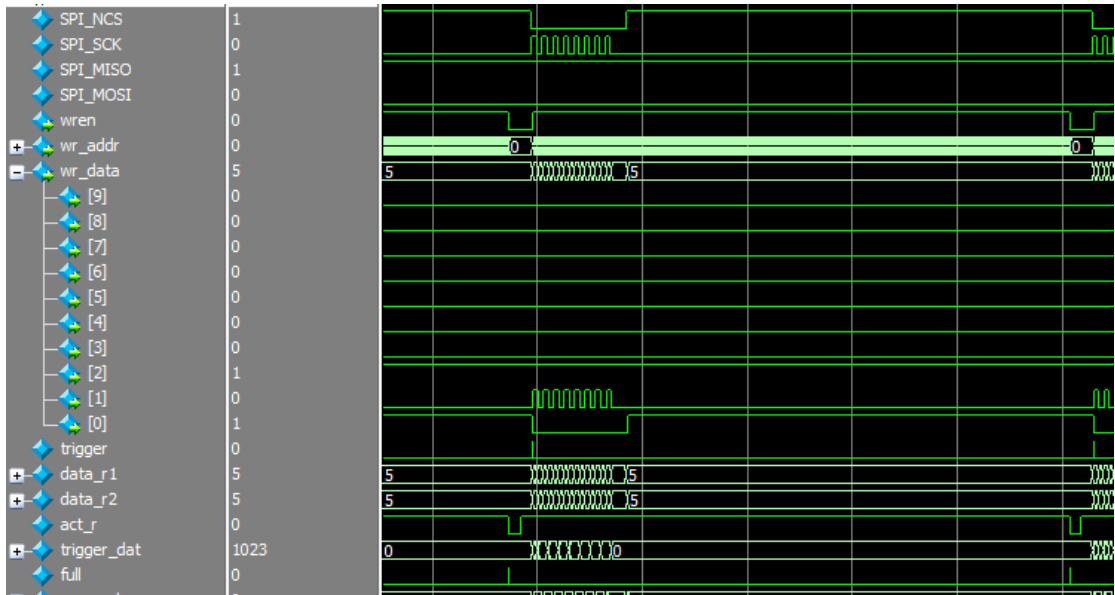 SPI_NCS 1
SPI_SCK 0
SPI_MISO 1
SPI_MOSI 0
wren 0
wr_addr 0 0 0
wr_data 5 5 5
[9] 0
[8] 0
[7] 0
[6] 0
[5] 0
[4] 0
[3] 0
[2] 1
[1] 0
[0] 1
trigger 0
data_r1 5 5 5
data_r2 5 5 5
act_r 0
trigger_dat 1023 0 0
full 0